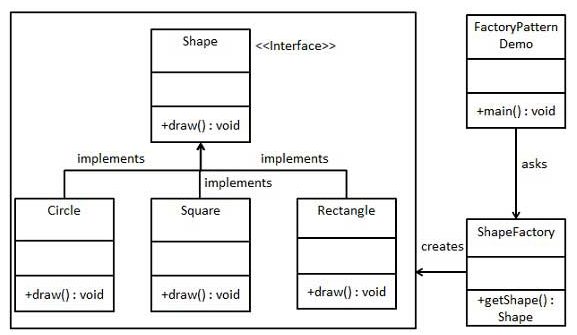 Shape
<<Interface>>
+draw() : void
implements
implements
implements
Circle
+draw() : void
Square
+draw() : void
Rectangle
+draw() : void
FactoryPattern
Demo
+main() : void
asks
ShapeFactory
+getShape() :
Shape
creates